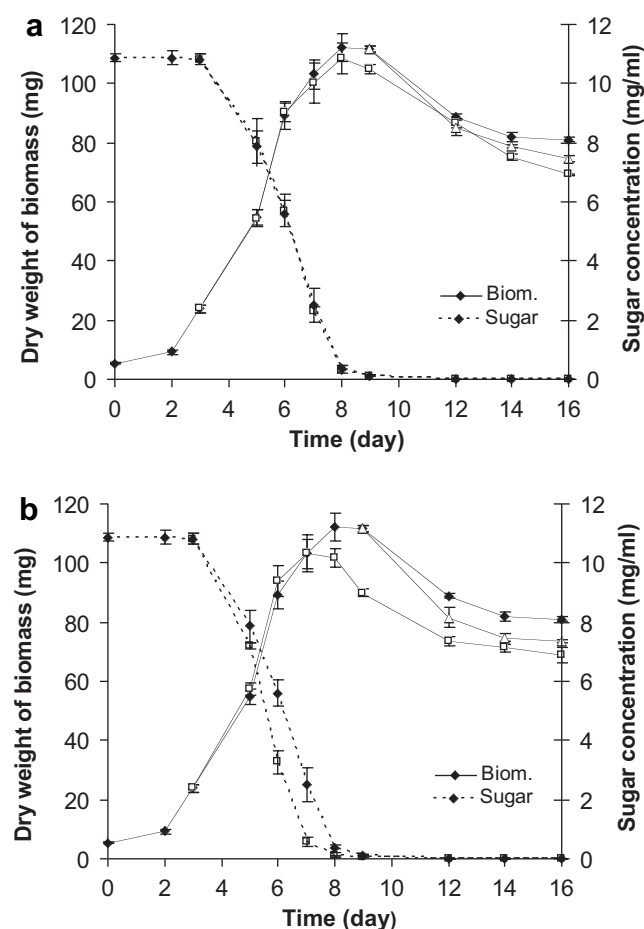 a
Dry weight of biomass (mg)
120
100
80
60
40
20
0
12
10
8
6
4
2
0
Sugar concentration (mg/ml)
Biom.
Sugar
0 2 4 6 8 10 12 14 16
Time (day)
b
Dry weight of biomass (mg)
120
100
80
60
40
20
0
12
10
8
6
4
2
0
Sugar concentration (mg/ml)
Biom.
Sugar
0 2 4 6 8 10 12 14 16
Time (day)